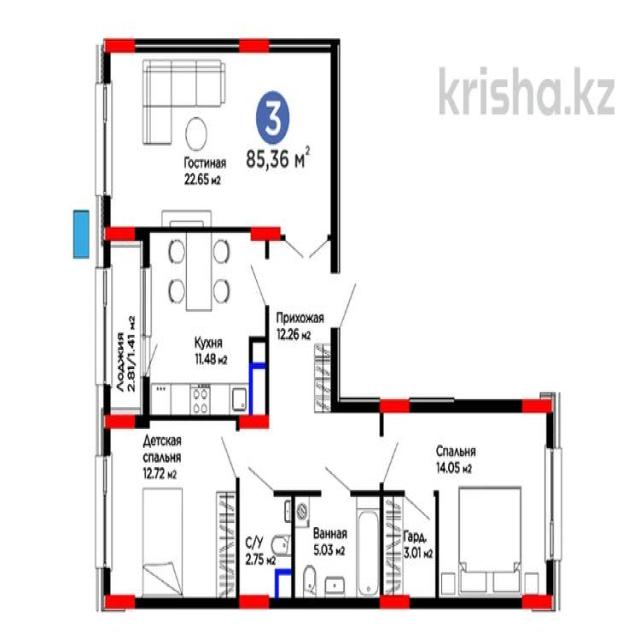 krisha.kz
3
85,36 м²
Гостиная
22.65 м2
Прихожая
12.26 м2
Кухня
11.48 м2
Лоджия
2.81/1.41 м2
Детская
спальня
12.72 м2
Спальня
14.05 м2
С/У
2.75 м2
Ванная
5.03 м2
Гард.
3.01 м2